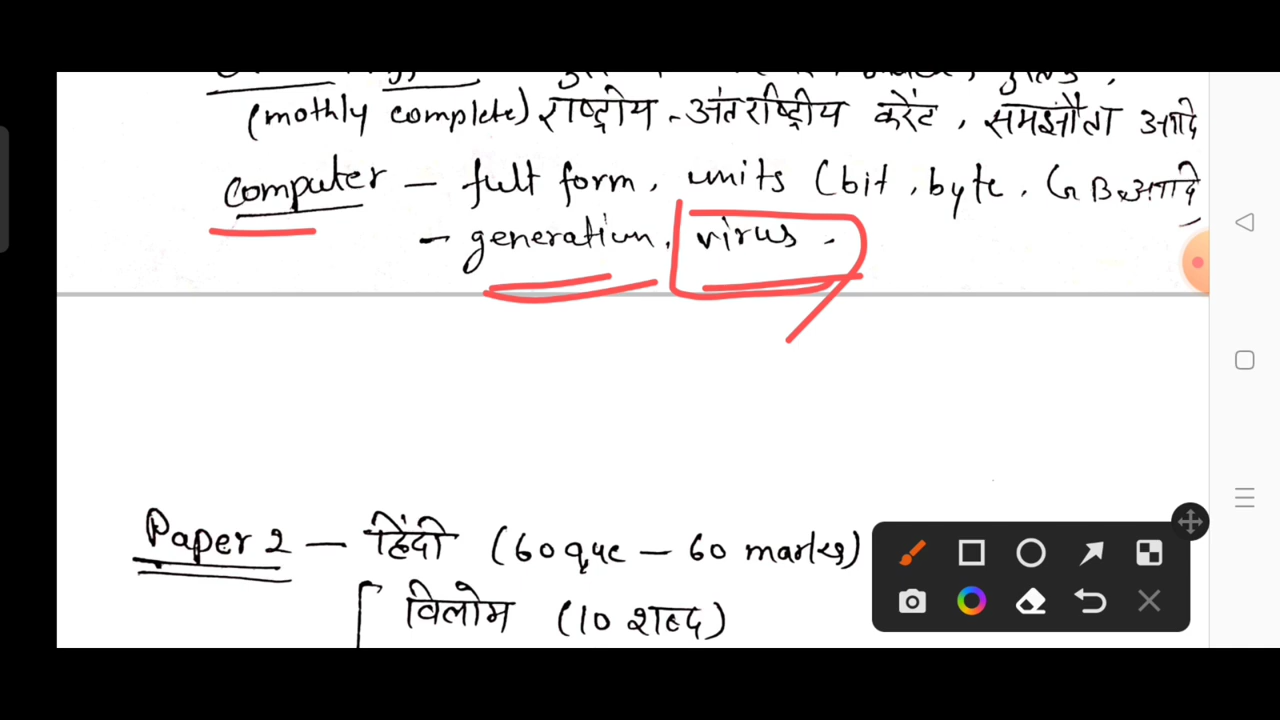 (mothly complete) राष्ट्रीय - अंतर्राष्ट्रीय करेंट, समझौता आदि
computer – full form, units (bit, byte, GB आदि
– generation, virus,
Paper 2 – हिंदी (60 que – 60 marks)
विलोम (10 शब्द)